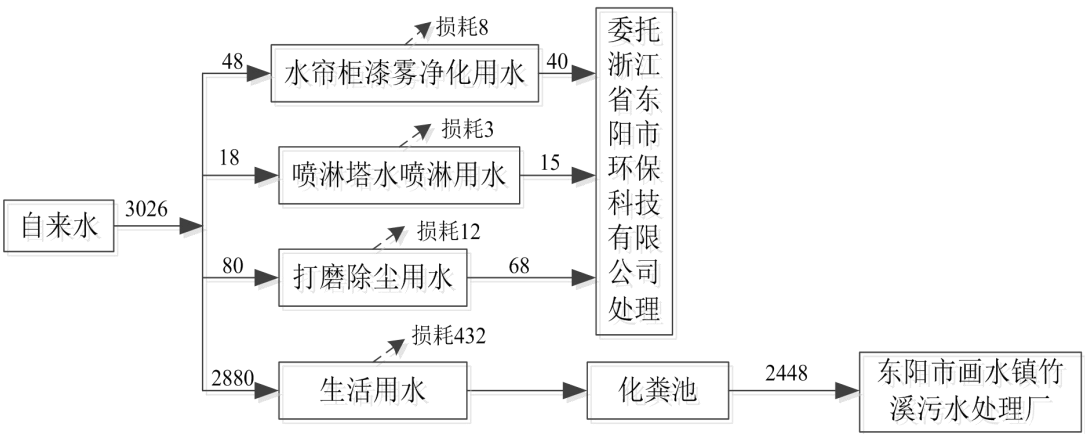 自来水
3026
48
水帘柜漆雾净化用水
损耗8
40
18
喷淋塔水喷淋用水
损耗3
15
80
打磨除尘用水
损耗12
68
2880
生活用水
损耗432
化粪池
2448
委托
浙江
省东
阳市
环保
科技
有限
公司
处理
东阳市画水镇竹
溪污水处理厂